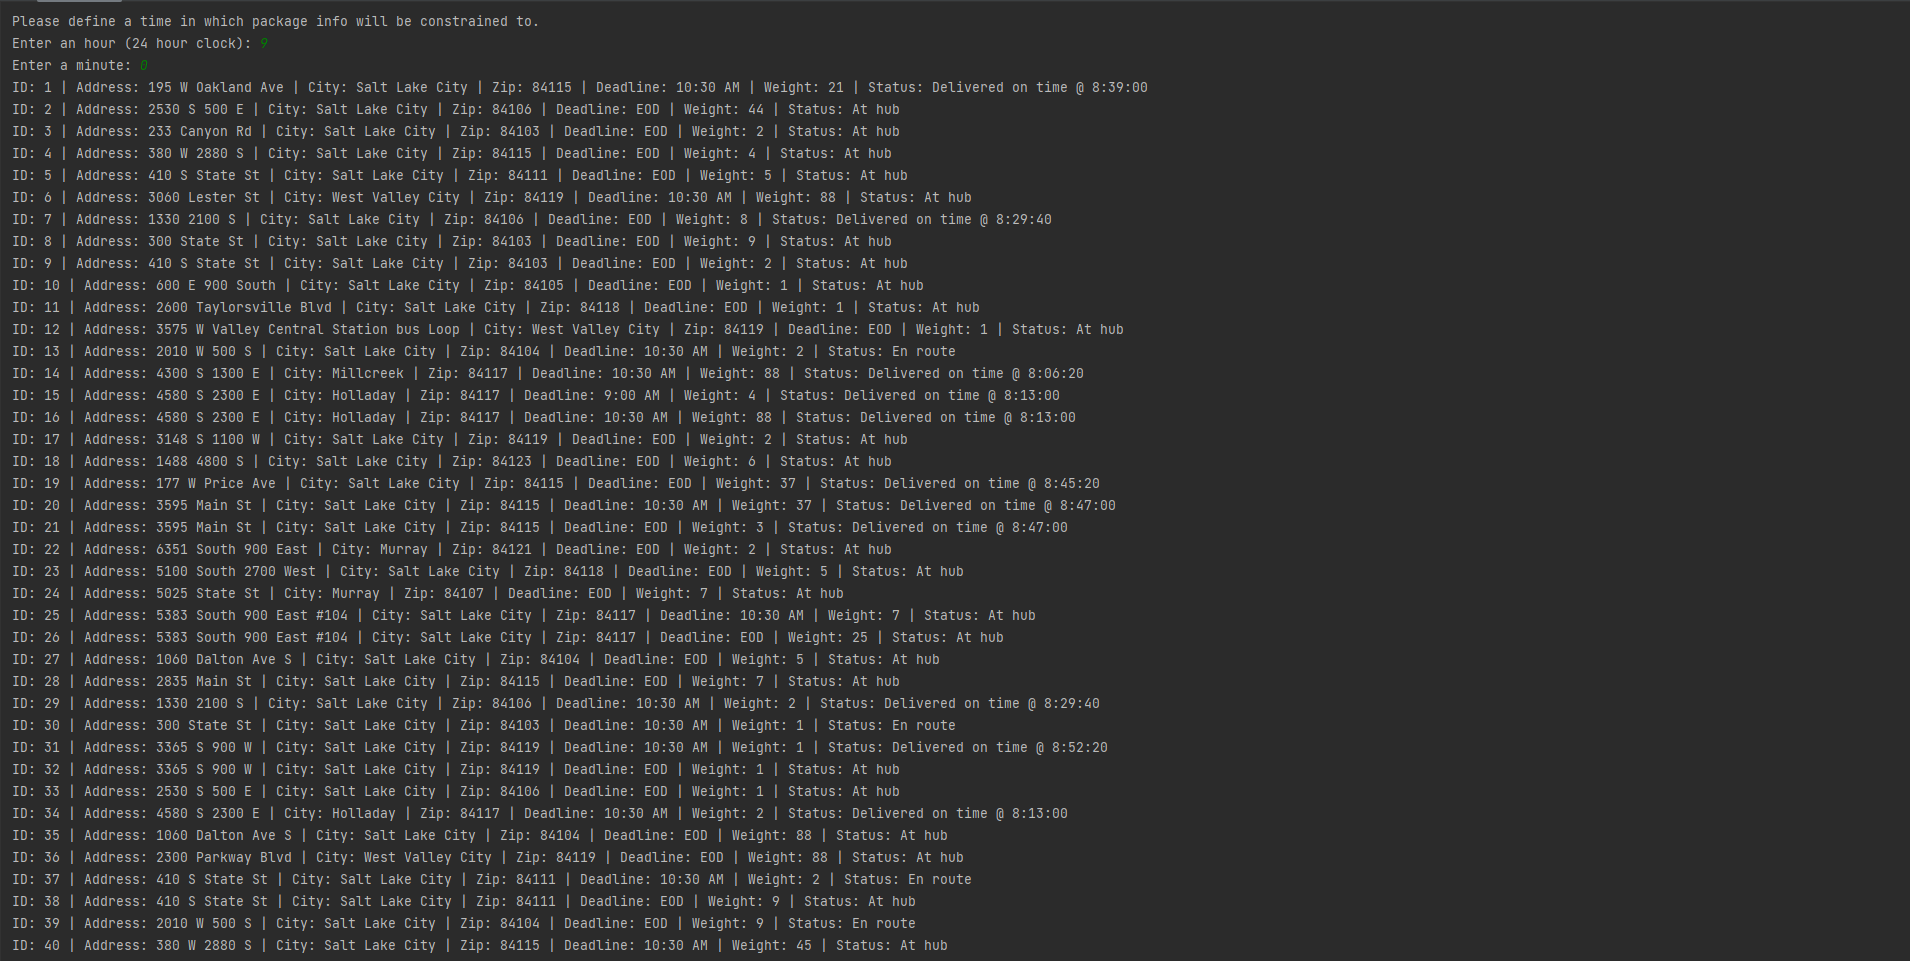 Please define a time in which package info will be constrained to.
Enter an hour (24 hour clock): 9
Enter a minute: 0
ID: 1 | Address: 195 W Oakland Ave | City: Salt Lake City | Zip: 84115 | Deadline: 10:30 AM | Weight: 21 | Status: Delivered on time @ 8:39:00
ID: 2 | Address: 2530 S 500 E | City: Salt Lake City | Zip: 84106 | Deadline: EOD | Weight: 44 | Status: At hub
ID: 3 | Address: 233 Canyon Rd | City: Salt Lake City | Zip: 84103 | Deadline: EOD | Weight: 2 | Status: At hub
ID: 4 | Address: 380 W 2880 S | City: Salt Lake City | Zip: 84115 | Deadline: EOD | Weight: 4 | Status: At hub
ID: 5 | Address: 410 S State St | City: Salt Lake City | Zip: 84111 | Deadline: EOD | Weight: 5 | Status: At hub
ID: 6 | Address: 3060 Lester St | City: West Valley City | Zip: 84119 | Deadline: 10:30 AM | Weight: 88 | Status: At hub
ID: 7 | Address: 1330 2100 S | City: Salt Lake City | Zip: 84106 | Deadline: EOD | Weight: 8 | Status: Delivered on time @ 8:29:40
ID: 8 | Address: 300 State St | City: Salt Lake City | Zip: 84103 | Deadline: EOD | Weight: 9 | Status: At hub
ID: 9 | Address: 410 S State St | City: Salt Lake City | Zip: 84103 | Deadline: EOD | Weight: 2 | Status: At hub
ID: 10 | Address: 600 E 900 South | City: Salt Lake City | Zip: 84105 | Deadline: EOD | Weight: 1 | Status: At hub
ID: 11 | Address: 2600 Taylorsville Blvd | City: Salt Lake City | Zip: 84118 | Deadline: EOD | Weight: 1 | Status: At hub
ID: 12 | Address: 3575 W Valley Central Station bus Loop | City: West Valley City | Zip: 84119 | Deadline: EOD | Weight: 1 | Status: At hub
ID: 13 | Address: 2010 W 500 S | City: Salt Lake City | Zip: 84104 | Deadline: 10:30 AM | Weight: 2 | Status: En route
ID: 14 | Address: 4300 S 1300 E | City: Millcreek | Zip: 84117 | Deadline: 10:30 AM | Weight: 88 | Status: Delivered on time @ 8:06:20
ID: 15 | Address: 4580 S 2300 E | City: Holladay | Zip: 84117 | Deadline: 9:00 AM | Weight: 4 | Status: Delivered on time @ 8:13:00
ID: 16 | Address: 4580 S 2300 E | City: Holladay | Zip: 84117 | Deadline: 10:30 AM | Weight: 88 | Status: Delivered on time @ 8:13:00
ID: 17 | Address: 3148 S 1100 W | City: Salt Lake City | Zip: 84119 | Deadline: EOD | Weight: 2 | Status: At hub
ID: 18 | Address: 1488 4800 S | City: Salt Lake City | Zip: 84123 | Deadline: EOD | Weight: 6 | Status: At hub
ID: 19 | Address: 177 W Price Ave | City: Salt Lake City | Zip: 84115 | Deadline: EOD | Weight: 37 | Status: Delivered on time @ 8:45:20
ID: 20 | Address: 3595 Main St | City: Salt Lake City | Zip: 84115 | Deadline: 10:30 AM | Weight: 37 | Status: Delivered on time @ 8:47:00
ID: 21 | Address: 3595 Main St | City: Salt Lake City | Zip: 84115 | Deadline: EOD | Weight: 3 | Status: Delivered on time @ 8:47:00
ID: 22 | Address: 6351 South 900 East | City: Murray | Zip: 84121 | Deadline: EOD | Weight: 2 | Status: At hub
ID: 23 | Address: 5100 South 2700 West | City: Salt Lake City | Zip: 84118 | Deadline: EOD | Weight: 5 | Status: At hub
ID: 24 | Address: 5025 State St | City: Murray | Zip: 84107 | Deadline: EOD | Weight: 7 | Status: At hub
ID: 25 | Address: 5383 South 900 East #104 | City: Salt Lake City | Zip: 84117 | Deadline: 10:30 AM | Weight: 7 | Status: At hub
ID: 26 | Address: 5383 South 900 East #104 | City: Salt Lake City | Zip: 84117 | Deadline: EOD | Weight: 25 | Status: At hub
ID: 27 | Address: 1060 Dalton Ave S | City: Salt Lake City | Zip: 84104 | Deadline: EOD | Weight: 5 | Status: At hub
ID: 28 | Address: 2835 Main St | City: Salt Lake City | Zip: 84115 | Deadline: EOD | Weight: 7 | Status: At hub
ID: 29 | Address: 1330 2100 S | City: Salt Lake City | Zip: 84106 | Deadline: 10:30 AM | Weight: 2 | Status: Delivered on time @ 8:29:40
ID: 30 | Address: 300 State St | City: Salt Lake City | Zip: 84103 | Deadline: 10:30 AM | Weight: 1 | Status: En route
ID: 31 | Address: 3365 S 900 W | City: Salt Lake City | Zip: 84119 | Deadline: 10:30 AM | Weight: 1 | Status: Delivered on time @ 8:52:20
ID: 32 | Address: 3365 S 900 W | City: Salt Lake City | Zip: 84119 | Deadline: EOD | Weight: 1 | Status: At hub
ID: 33 | Address: 2530 S 500 E | City: Salt Lake City | Zip: 84106 | Deadline: EOD | Weight: 1 | Status: At hub
ID: 34 | Address: 4580 S 2300 E | City: Holladay | Zip: 84117 | Deadline: 10:30 AM | Weight: 2 | Status: Delivered on time @ 8:13:00
ID: 35 | Address: 1060 Dalton Ave S | City: Salt Lake City | Zip: 84104 | Deadline: EOD | Weight: 88 | Status: At hub
ID: 36 | Address: 2300 Parkway Blvd | City: West Valley City | Zip: 84119 | Deadline: EOD | Weight: 88 | Status: At hub
ID: 37 | Address: 410 S State St | City: Salt Lake City | Zip: 84111 | Deadline: 10:30 AM | Weight: 2 | Status: En route
ID: 38 | Address: 410 S State St | City: Salt Lake City | Zip: 84111 | Deadline: EOD | Weight: 9 | Status: At hub
ID: 39 | Address: 2010 W 500 S | City: Salt Lake City | Zip: 84104 | Deadline: EOD | Weight: 9 | Status: En route
ID: 40 | Address: 380 W 2880 S | City: Salt Lake City | Zip: 84115 | Deadline: 10:30 AM | Weight: 45 | Status: At hub